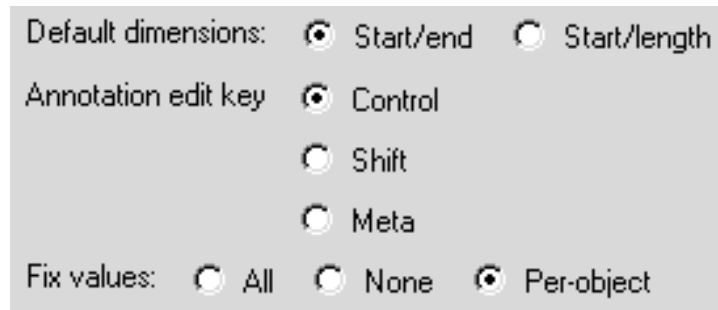 Default dimensions: Start/end Start/length
Annotation edit key Control
Shift
Meta
Fix values: All None Per-object